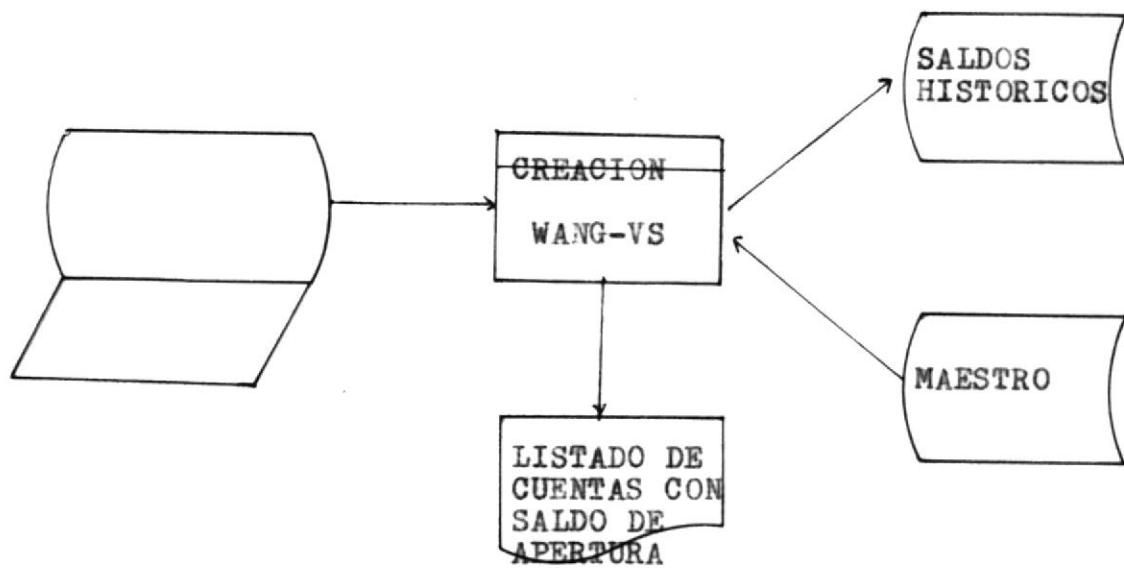 SALDOS
HISTORICOS
CREACION
WANG-VS
MAESTRO
LISTADO DE
CUENTAS CON
SALDO DE
APERTURA